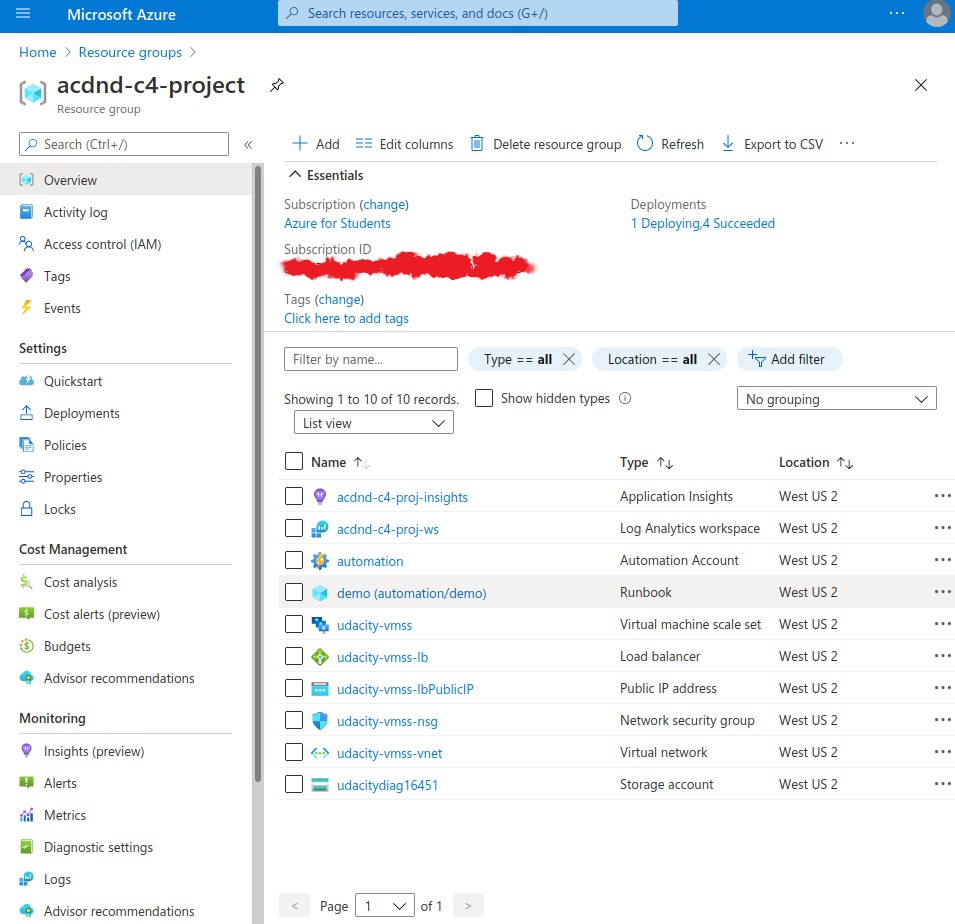 Microsoft Azure
Search resources, services, and docs (G+/)
Home > Resource groups >
acdnd-c4-project
Resource group
Search (Ctrl+/)
«
Overview
Activity log
Access control (IAM)
Tags
Events
Settings
Quickstart
Deployments
Policies
Properties
Locks
Cost Management
Cost analysis
Cost alerts (preview)
Budgets
Advisor recommendations
Monitoring
Insights (preview)
Alerts
Metrics
Diagnostic settings
Logs
Advisor recommendations
Add Edit columns Delete resource group Refresh Export to CSV ···
Essentials
Subscription (change)
Azure for Students
Subscription ID
Tags (change)
Click here to add tags
Deployments
1 Deploying,4 Succeeded
Filter by name... Type == all Location == all Add filter
Showing 1 to 10 of 10 records. Show hidden types No grouping
List view
Name Type Location
acdnd-c4-proj-insights Application Insights West US 2 ···
acdnd-c4-proj-ws Log Analytics workspace West US 2 ···
automation Automation Account West US 2 ···
demo (automation/demo) Runbook West US 2 ···
udacity-vmss Virtual machine scale set West US 2 ···
udacity-vmss-lb Load balancer West US 2 ···
udacity-vmss-lbPublicIP Public IP address West US 2 ···
udacity-vmss-nsg Network security group West US 2 ···
udacity-vmss-vnet Virtual network West US 2 ···
udacitydiag16451 Storage account West US 2 ···
< Page 1 of 1 >